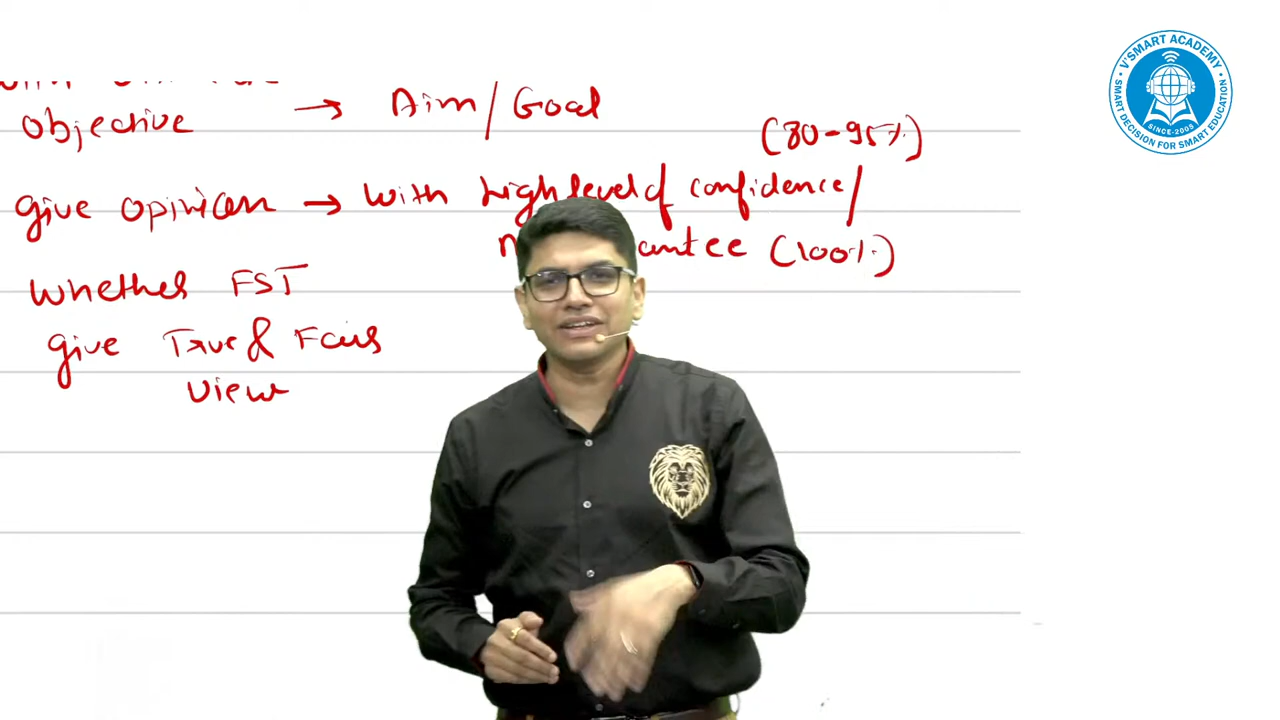 objective → Aim/Goal
(80-95%)
give opinion → with high level of confidence/
guarantee (100%)
whether FST
give True & Fair
view
V'SMART ACADEMY
SINCE-2005
SMART DECISION FOR SMART EDUCATION